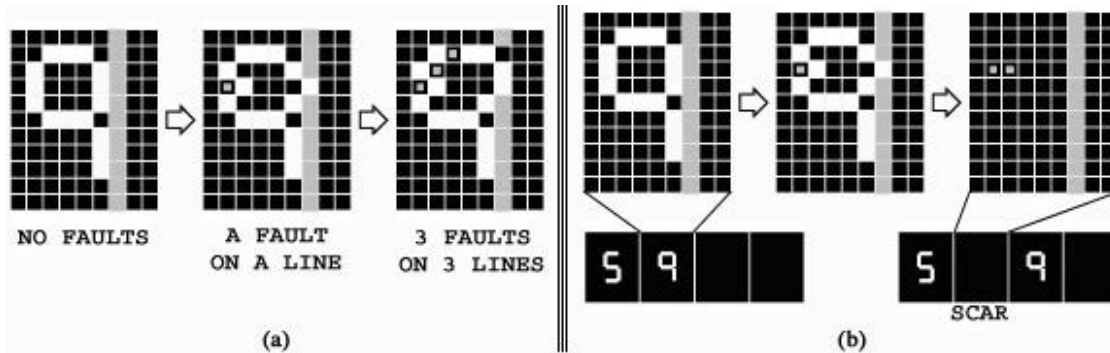 NO FAULTS
A FAULT
ON A LINE
3 FAULTS
ON 3 LINES
(a)
5 9
5 9
SCAR
(b)